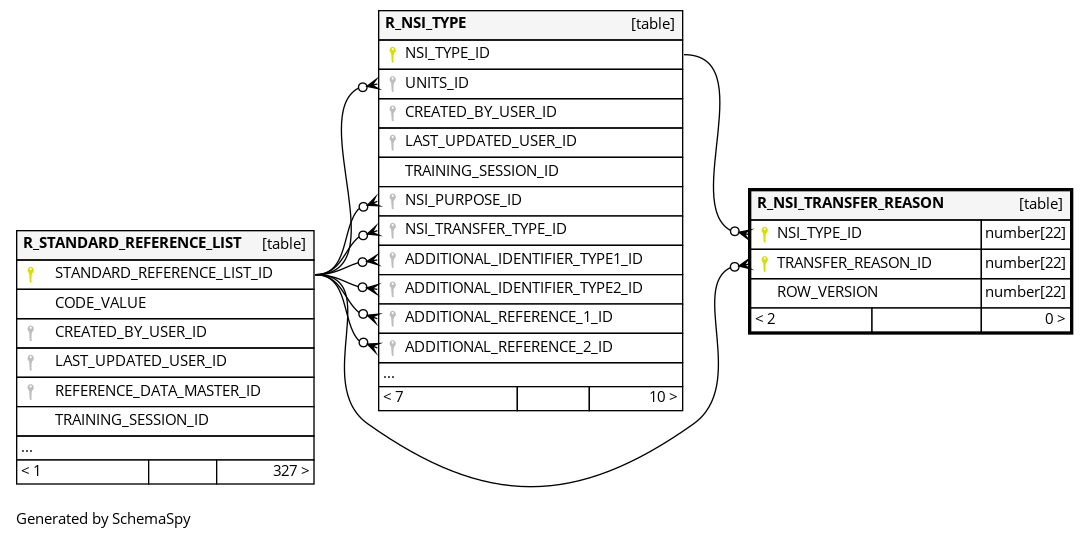 R_NSI_TYPE [table]
NSI_TYPE_ID
UNITS_ID
CREATED_BY_USER_ID
LAST_UPDATED_USER_ID
TRAINING_SESSION_ID
NSI_PURPOSE_ID
NSI_TRANSFER_TYPE_ID
ADDITIONAL_IDENTIFIER_TYPE1_ID
ADDITIONAL_IDENTIFIER_TYPE2_ID
ADDITIONAL_REFERENCE_1_ID
ADDITIONAL_REFERENCE_2_ID
...
< 7 10 >
R_NSI_TRANSFER_REASON [table]
NSI_TYPE_ID number[22]
TRANSFER_REASON_ID number[22]
ROW_VERSION number[22]
< 2 0 >
R_STANDARD_REFERENCE_LIST [table]
STANDARD_REFERENCE_LIST_ID
CODE_VALUE
CREATED_BY_USER_ID
LAST_UPDATED_USER_ID
REFERENCE_DATA_MASTER_ID
TRAINING_SESSION_ID
...
< 1 327 >
Generated by SchemaSpy